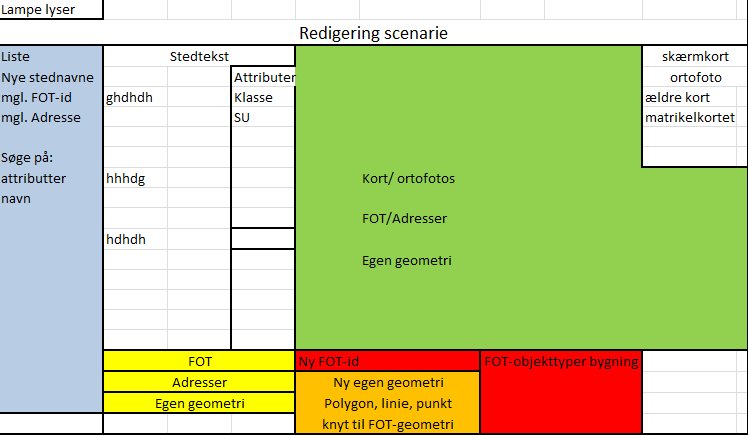 Lampe lyser
Redigering scenarie
Liste
Nye stednavne
mgl. FOT-id
mgl. Adresse
Søge på:
attributter
navn
Stedtekst
ghdhdh
hhhdg
hdhdh
Attributer
Klasse
SU
Kort/ ortofotos
FOT/Adresser
Egen geometri
skærmkort
ortofoto
ældre kort
matrikelkortet
FOT
Adresser
Egen geometri
Ny FOT-id
Ny egen geometri
Polygon, linie, punkt
knyt til FOT-geometri
FOT-objekttyper bygning